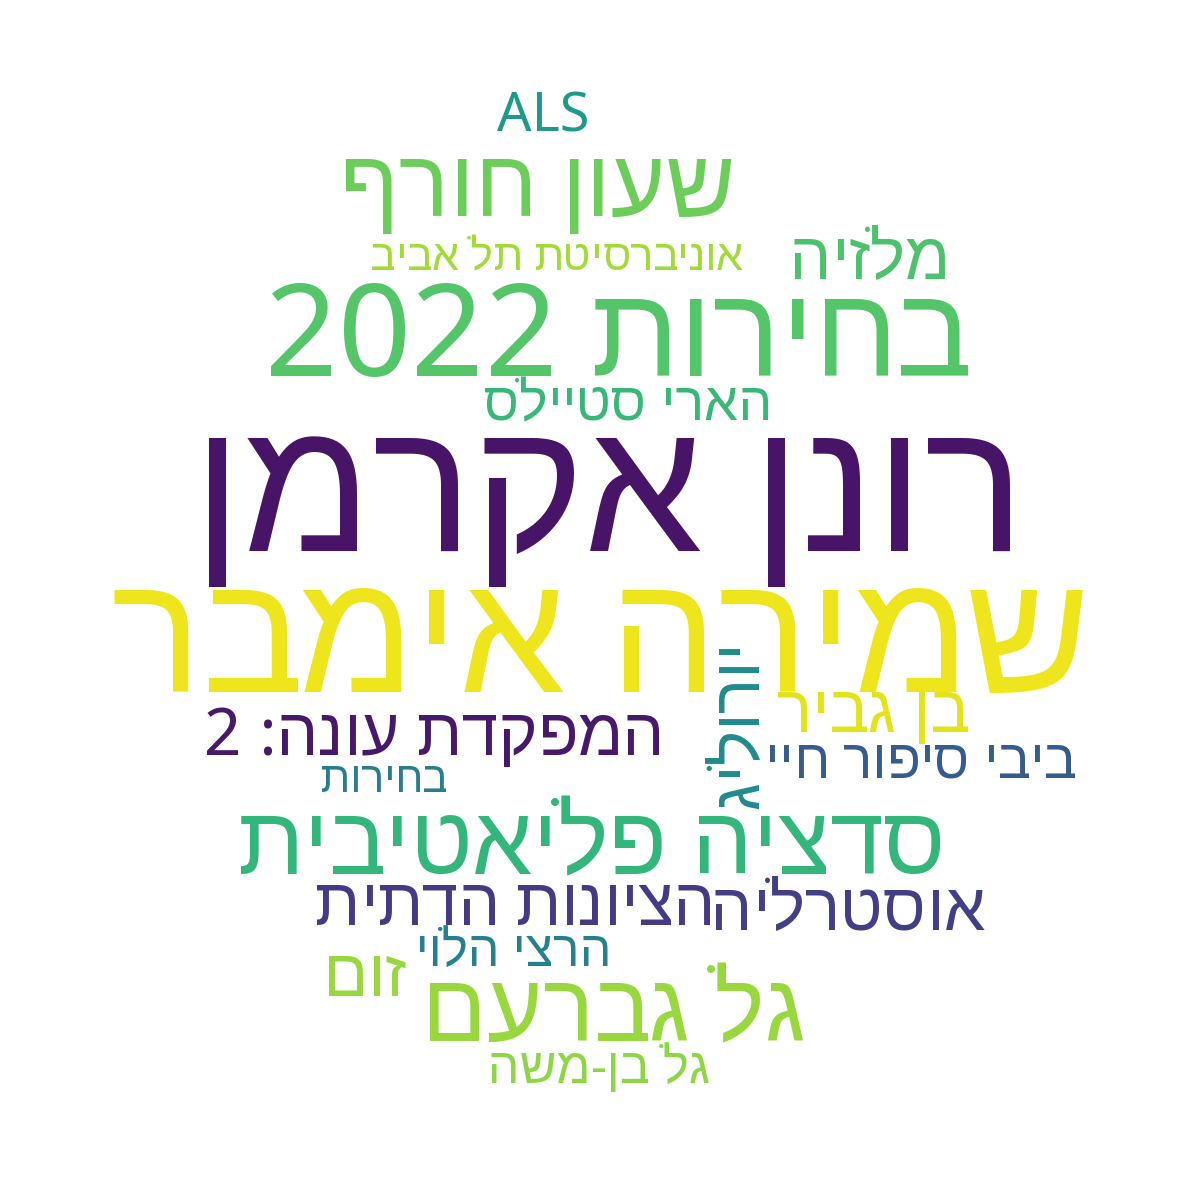 ALS
שעון חורף
אוניברסיטת תל אביב
מלזיה
בחירות 2022
הארי סטיילס
רונן אקרמן
שמירה אימבר
יורוליג
בן גביר
המפקדת עונה: 2
ביבי סיפור חיי
בחירות
סדציה פליאטיבית
אוסטרליה
הציונות הדתית
הרצי הלוי
זום
גל גברעם
גל בן-משה